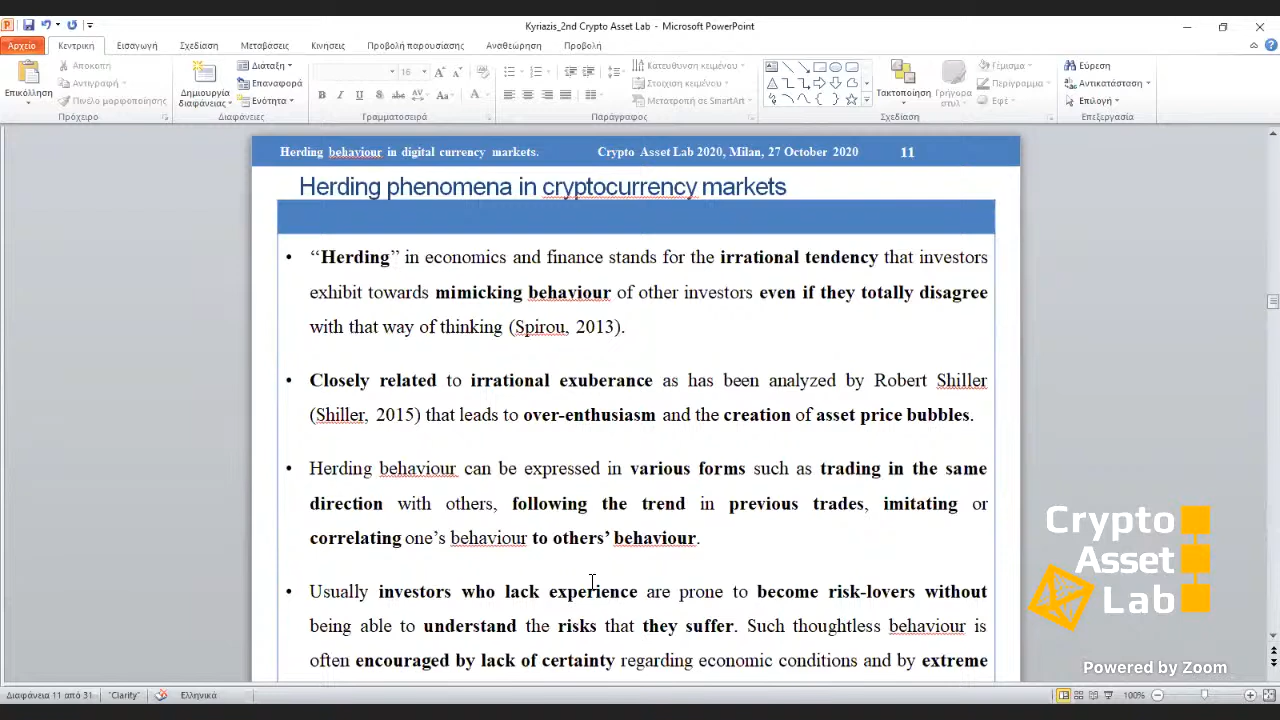 Kyriazis_2nd Crypto Asset Lab - Microsoft PowerPoint
Αρχείο Κεντρική Εισαγωγή Σχεδίαση Μεταβάσεις Κινήσεις Προβολή παρουσίασης Αναθεώρηση Προβολή
Επικόλληση
Αποκοπή
Αντιγραφή
Πινέλο μορφοποίησης
Πρόχειρο
Δημιουργία
διαφάνειας
Διάταξη
Επαναφορά
Ενότητα
Διαφάνειες
16
Γραμματοσειρά
Κατεύθυνση κειμένου
Στοίχιση κειμένου
Μετατροπή σε SmartArt
Παράγραφος
Τακτοποίηση
Γρήγορα
στυλ
Γέμισμα
Περίγραμμα
Εφέ
Σχεδίαση
Εύρεση
Αντικατάσταση
Επιλογή
Επεξεργασία
Herding behaviour in digital currency markets. Crypto Asset Lab 2020, Milan, 27 October 2020 11
Herding phenomena in cryptocurrency markets
• “Herding” in economics and finance stands for the irrational tendency that investors
exhibit towards mimicking behaviour of other investors even if they totally disagree
with that way of thinking (Spirou, 2013).
• Closely related to irrational exuberance as has been analyzed by Robert Shiller
(Shiller, 2015) that leads to over-enthusiasm and the creation of asset price bubbles.
• Herding behaviour can be expressed in various forms such as trading in the same
direction with others, following the trend in previous trades, imitating or
correlating one’s behaviour to others’ behaviour.
• Usually investors who lack experience are prone to become risk-lovers without
being able to understand the risks that they suffer. Such thoughtless behaviour is
often encouraged by lack of certainty regarding economic conditions and by extreme
Crypto
Asset
Lab
Powered by Zoom
Διαφάνεια 11 από 31 "Clarity" Ελληνικά 100%